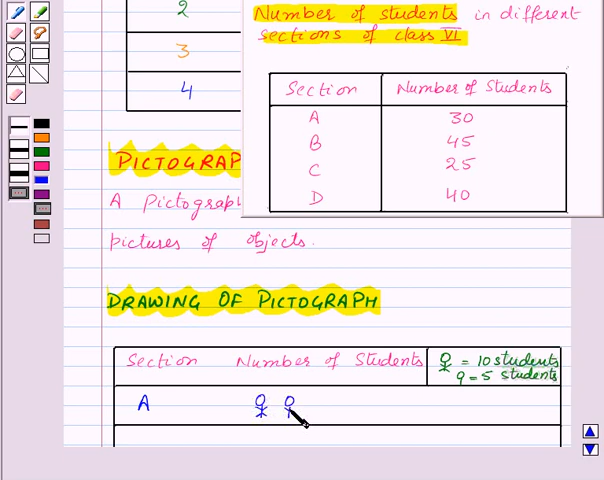 2
3
4
Number of students in different
sections of class VI
Section Number of Students
A 30
B 45
C 25
D 40
PICTOGRAP
A Pictograph
pictures of objects.
DRAWING OF PICTOGRAPH
Section Number of Students = 10 students
= 5 students
A